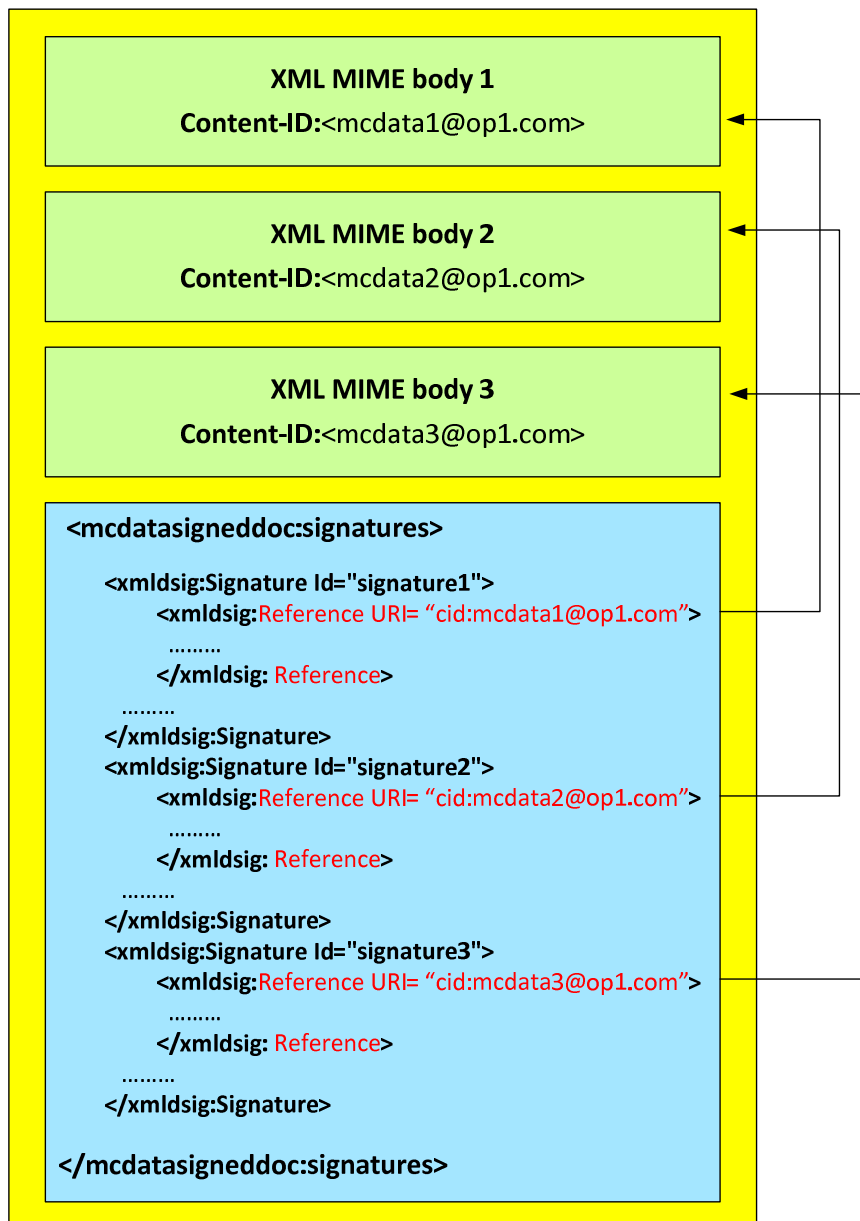 XML MIME body 1
Content-ID:<mcdata1@op1.com>
XML MIME body 2
Content-ID:<mcdata2@op1.com>
XML MIME body 3
Content-ID:<mcdata3@op1.com>
<mcdatasigneddoc:signatures>
<xmldsig:Signature Id="signature1">
<xmldsig:Reference URI= “cid:mcdata1@op1.com”>
.........
</xmldsig: Reference>
.........
</xmldsig:Signature>
<xmldsig:Signature Id="signature2">
<xmldsig:Reference URI= “cid:mcdata2@op1.com”>
.........
</xmldsig: Reference>
.........
</xmldsig:Signature>
<xmldsig:Signature Id="signature3">
<xmldsig:Reference URI= “cid:mcdata3@op1.com”>
.........
</xmldsig: Reference>
.........
</xmldsig:Signature>
</mcdatasigneddoc:signatures>